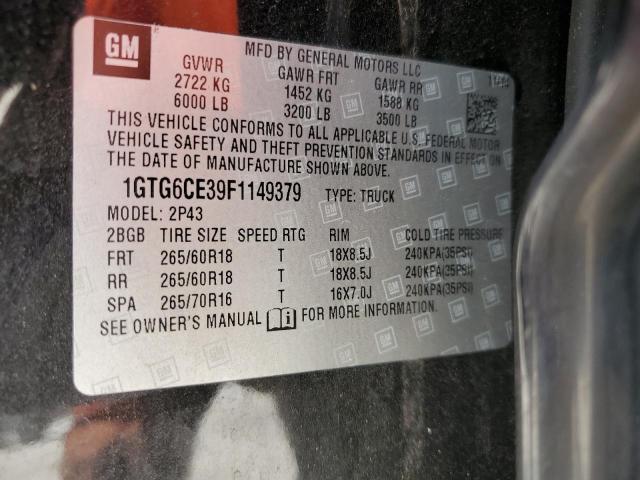 GM
MFD BY GENERAL MOTORS LLC
GVWR GAWR FRT GAWR RR
2722 KG 1452 KG 1588 KG
6000 LB 3200 LB 3500 LB
THIS VEHICLE CONFORMS TO ALL APPLICABLE U.S. FEDERAL MOTOR
VEHICLE SAFETY AND THEFT PREVENTION STANDARDS IN EFFECT ON
THE DATE OF MANUFACTURE SHOWN ABOVE.
1GTG6CE39F1149379 TYPE: TRUCK
MODEL: 2P43
2BGB TIRE SIZE SPEED RTG RIM COLD TIRE PRESSURE
FRT 265/60R18 T 18X8.5J 240KPA(35PSI)
RR 265/60R18 T 18X8.5J 240KPA(35PSI)
SPA 265/70R16 T 16X7.0J 240KPA(35PSI)
SEE OWNER'S MANUAL i FOR MORE INFORMATION.